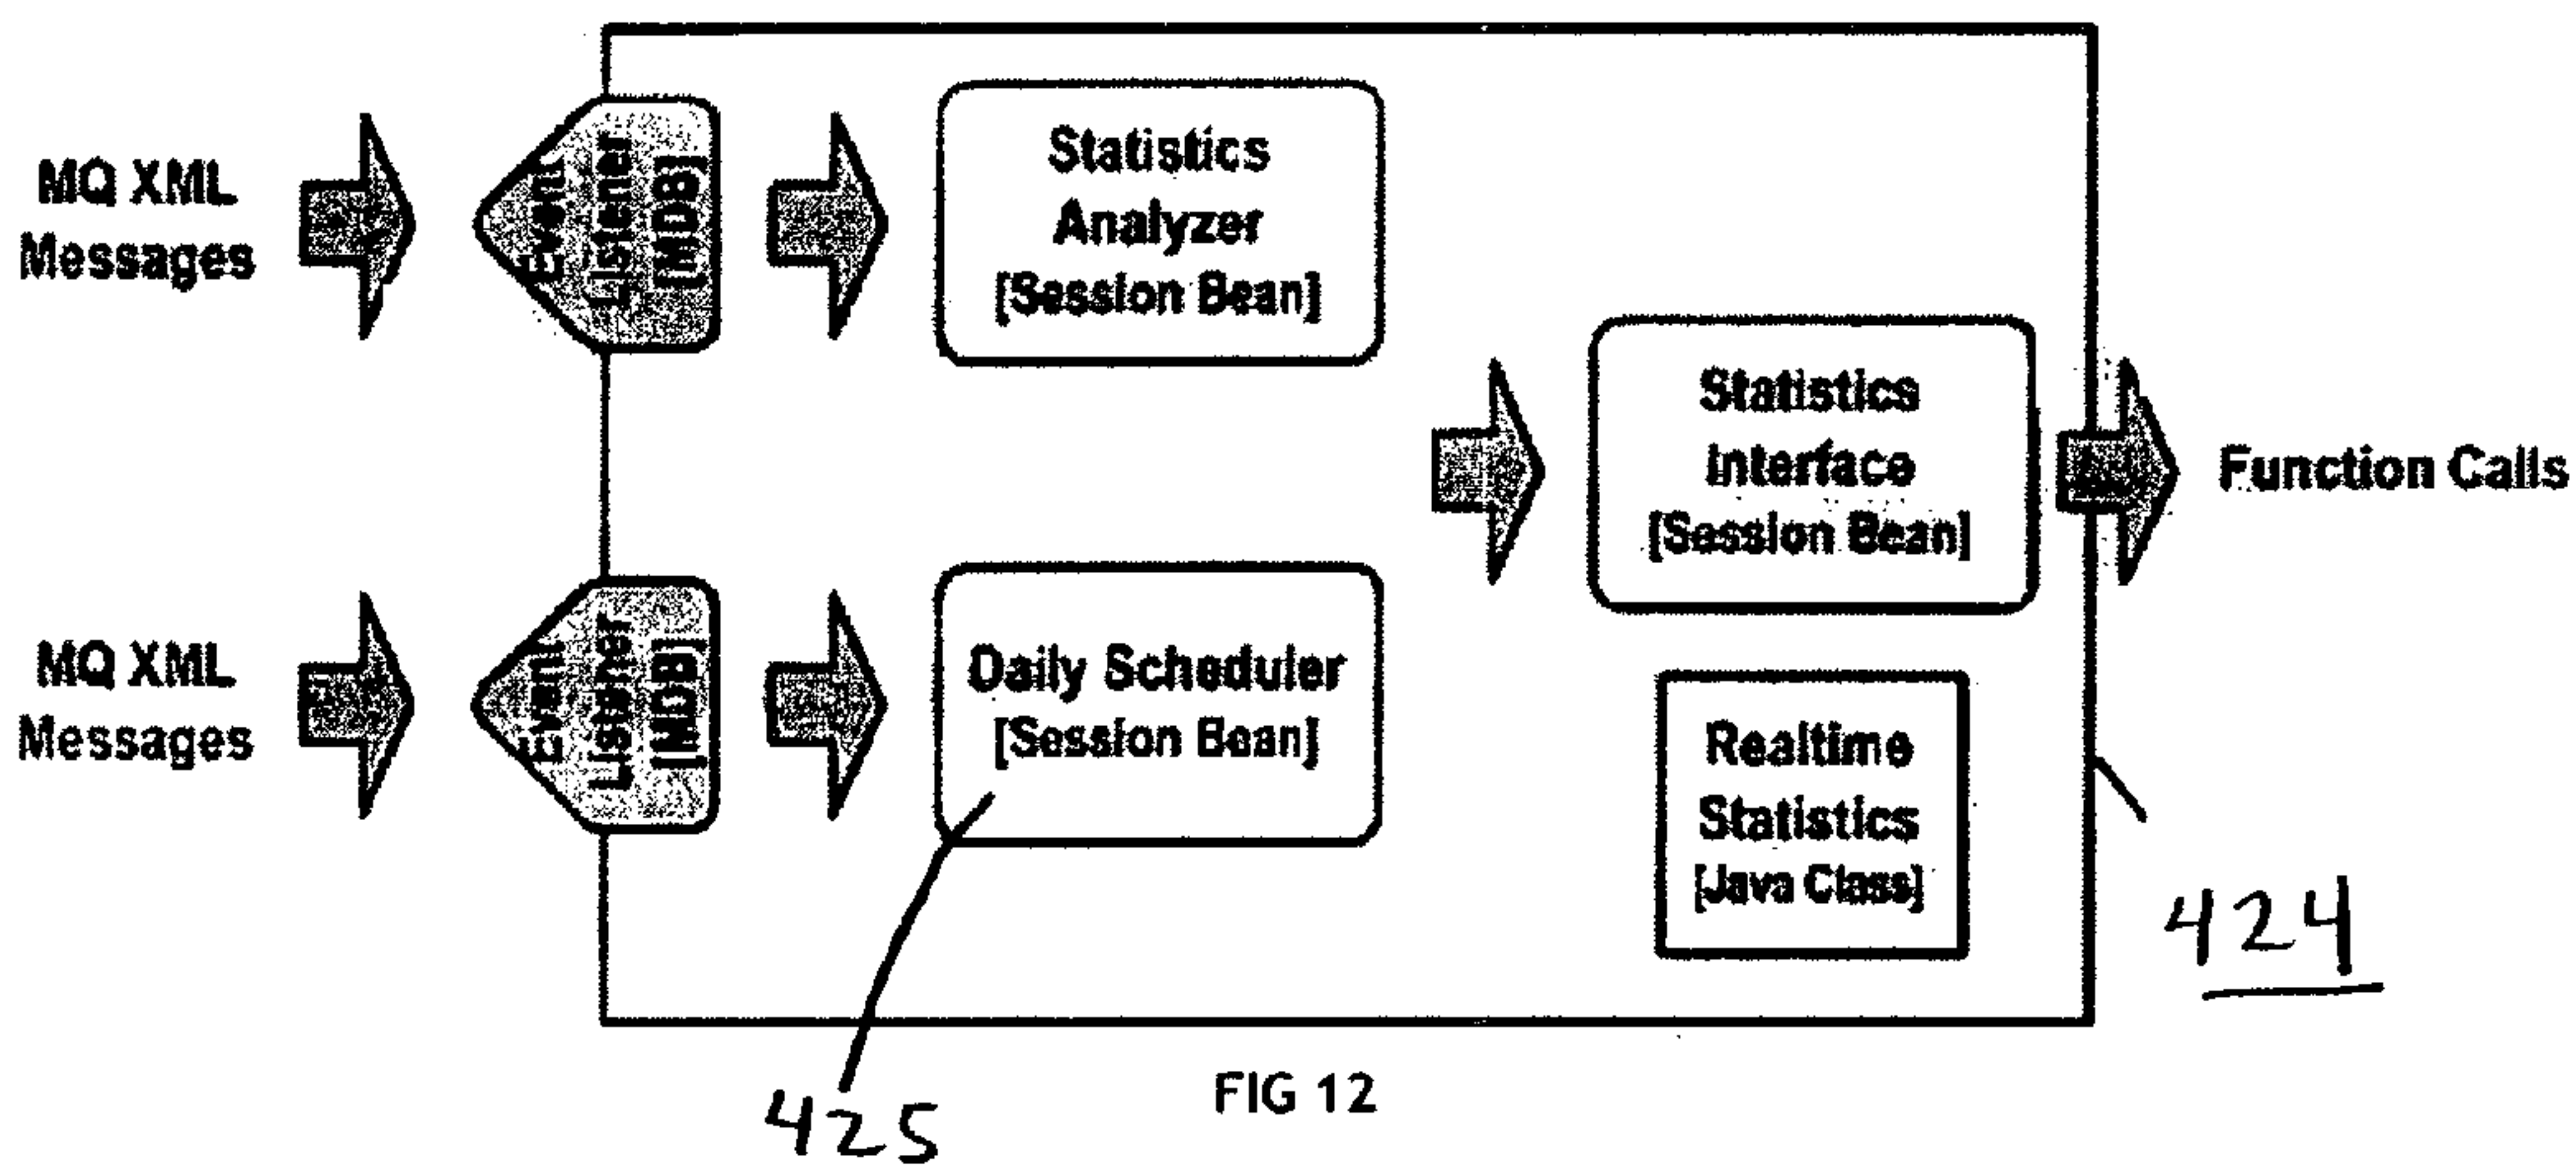 MQ XML
Messages
Event
Listener
[MDB]
Statistics
Analyzer
[Session Bean]
Statistics
Interface
[Session Bean]
Function Calls
MQ XML
Messages
Event
Listener
[MDB]
Daily Scheduler
[Session Bean]
Realtime
Statistics
[Java Class]
424
425
FIG 12